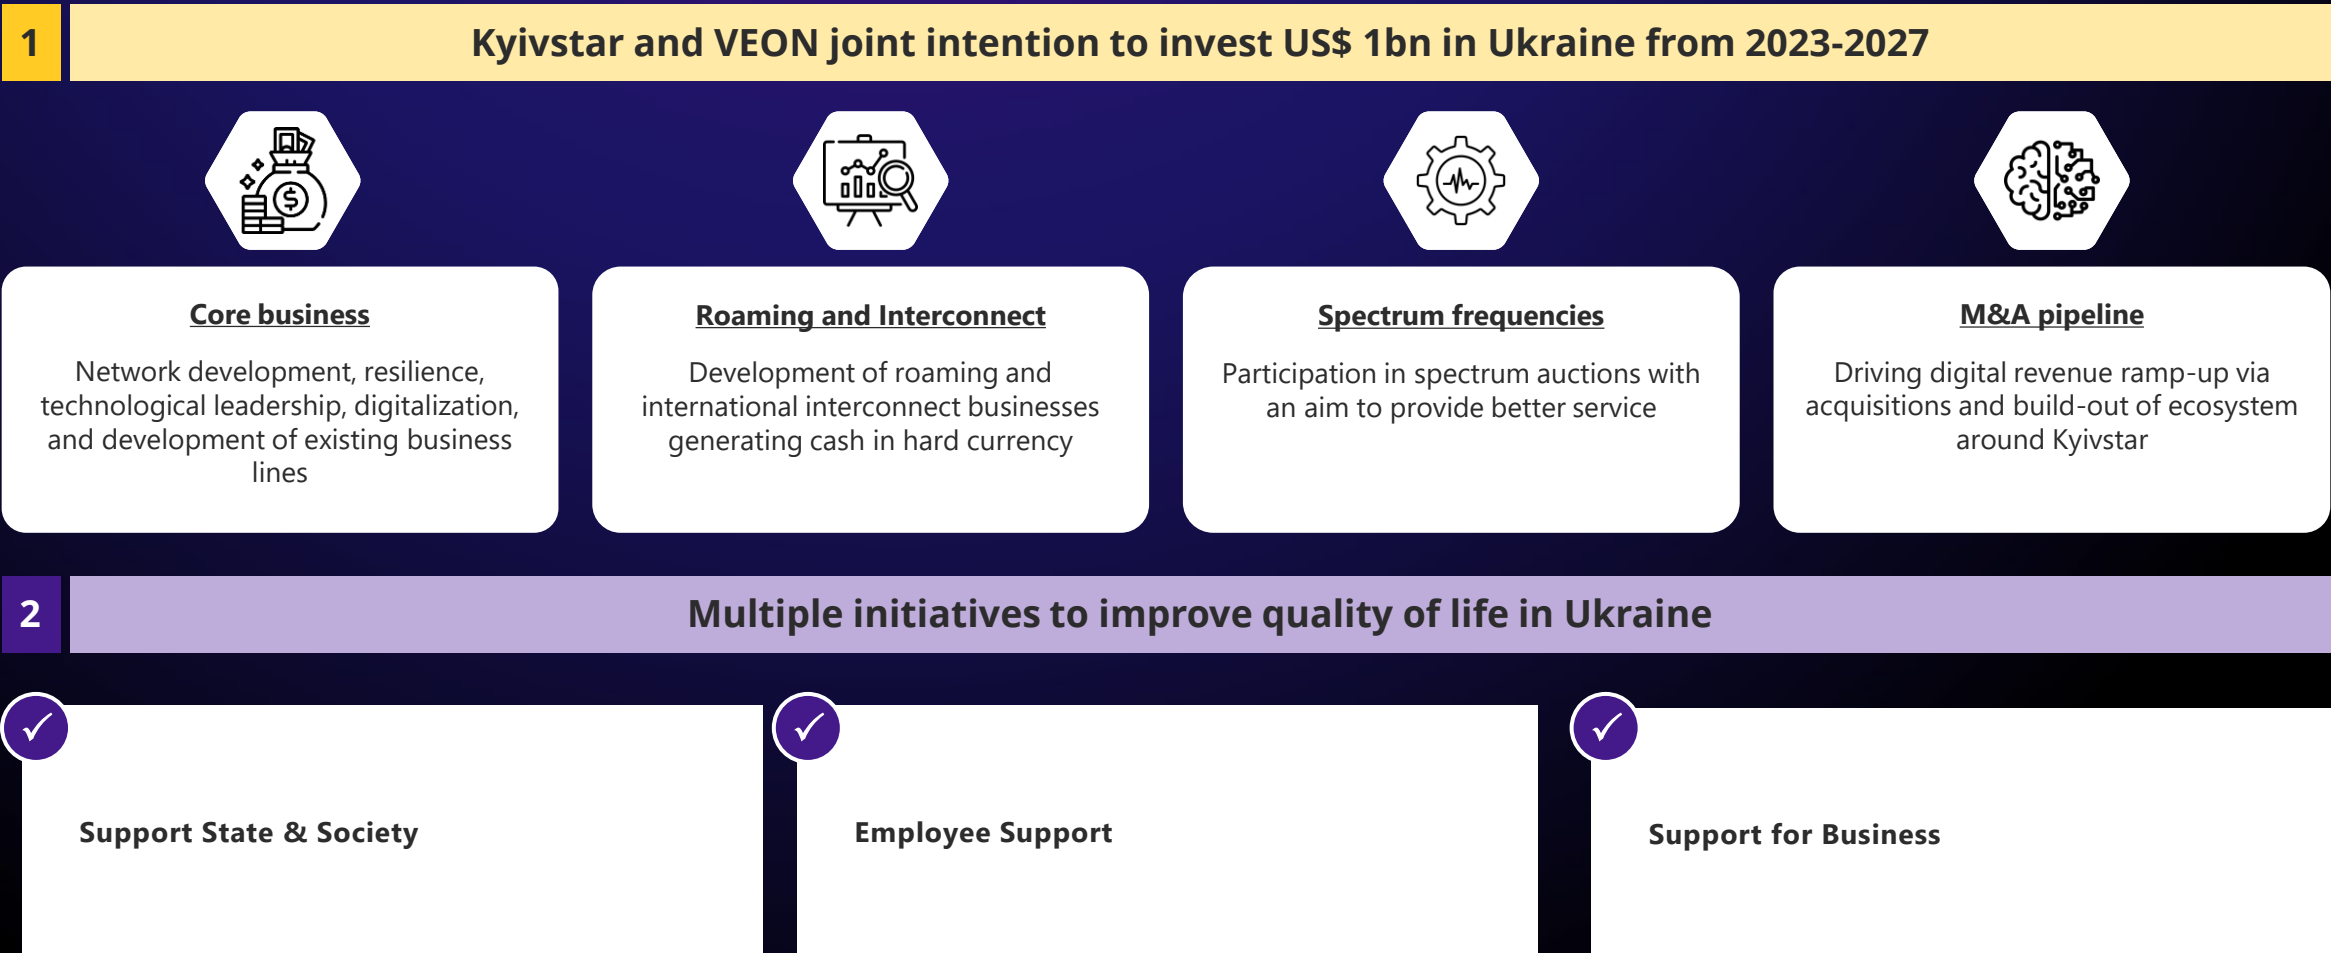 1
Kyivstar and VEON joint intention to invest US$ 1bn in Ukraine from 2023-2027
Core business
Network development, resilience,
technological leadership, digitalization,
and development of existing business
lines
Roaming and Interconnect
Development of roaming and
international interconnect businesses
generating cash in hard currency
Spectrum frequencies
Participation in spectrum auctions with
an aim to provide better service
M&A pipeline
Driving digital revenue ramp-up via
acquisitions and build-out of ecosystem
around Kyivstar
2
Multiple initiatives to improve quality of life in Ukraine
Support State & Society
Employee Support
Support for Business